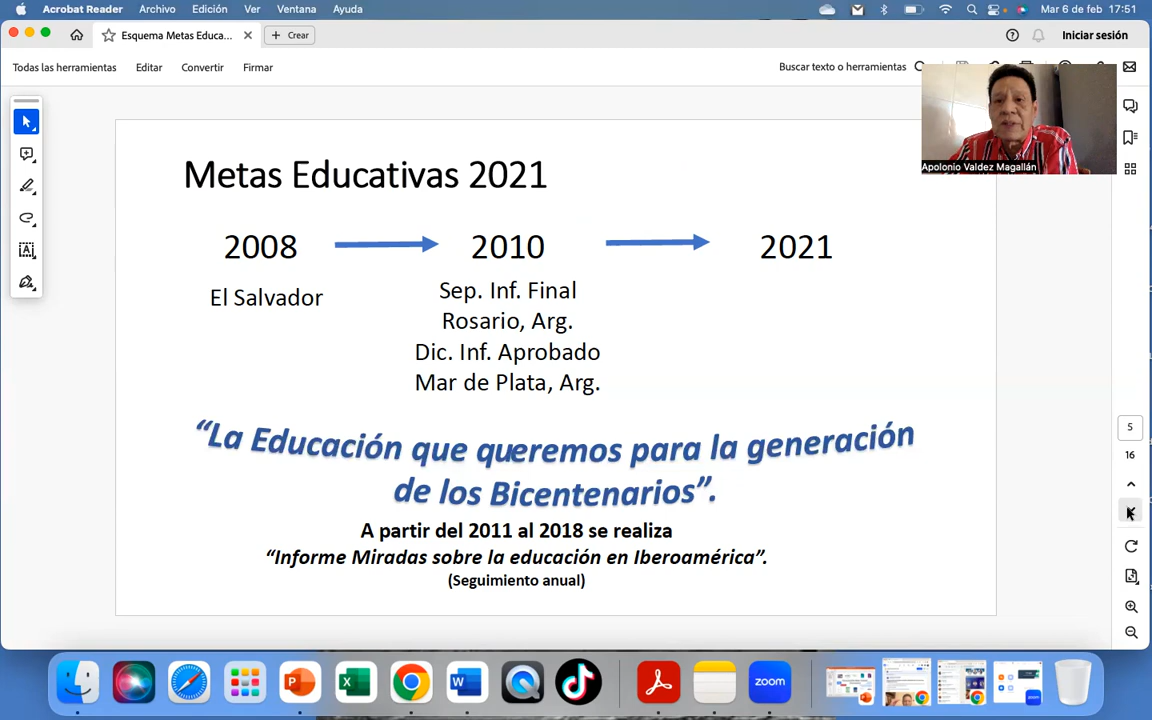 Acrobat Reader Archivo Edición Ver Ventana Ayuda Mar 6 de feb 17:51
Esquema Metas Educa... Crear Iniciar sesión
Todas las herramientas Editar Convertir Firmar Buscar texto o herramientas
Apolonio Valdez Magallán
Metas Educativas 2021
2008 2010 2021
El Salvador
Sep. Inf. Final
Rosario, Arg.
Dic. Inf. Aprobado
Mar de Plata, Arg.
“La Educación que queremos para la generación
de los Bicentenarios”.
A partir del 2011 al 2018 se realiza
“Informe Miradas sobre la educación en Iberoamérica”.
(Seguimiento anual)
5
16
zoom